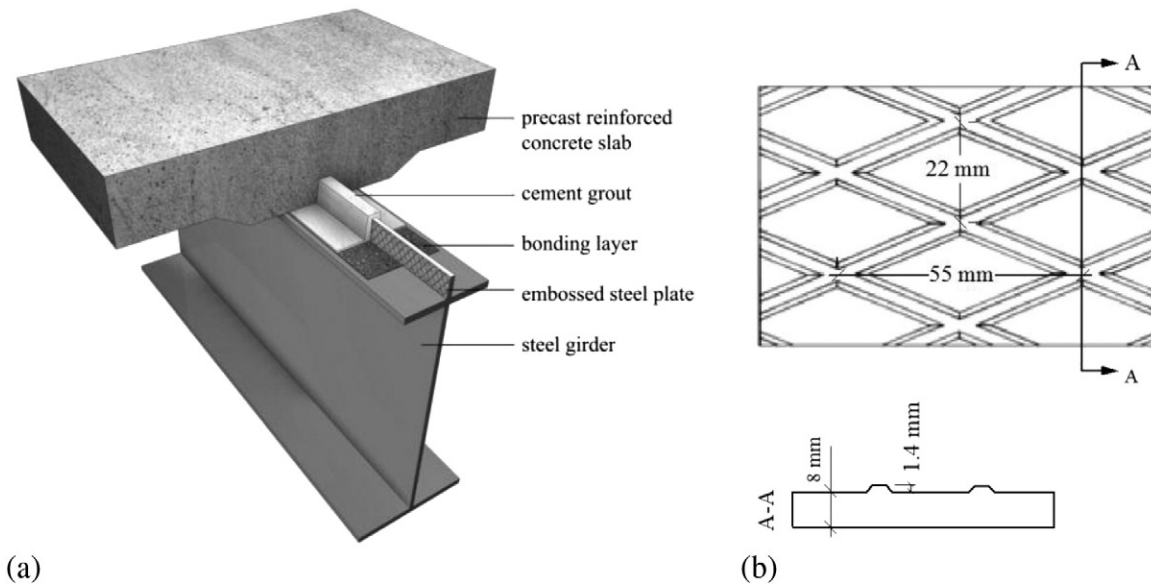 precast reinforced
concrete slab
cement grout
bonding layer
embossed steel plate
steel girder
(a)
A
22 mm
55 mm
A
1.4 mm
8 mm
A-A
(b)